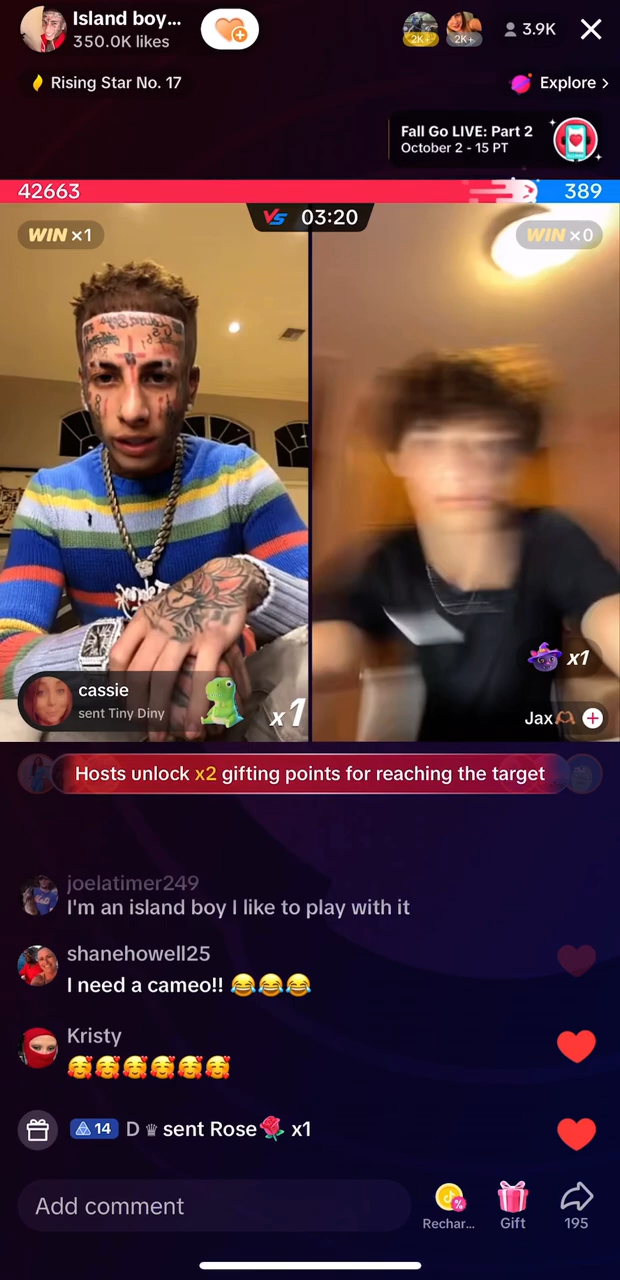 Island boy...
350.0K likes
2K+
2K+
3.9K
Rising Star No. 17
Explore >
Fall Go LIVE: Part 2
October 2 - 15 PT
42663
389
VS 03:20
WIN x1
WIN x0
cassie
sent Tiny Diny
x1
x1
Jax🫶🏽
Hosts unlock x2 gifting points for reaching the target
joelatimer249
I'm an island boy I like to play with it
shanehowell25
I need a cameo!! 😂😂😂
Kristy
🥰🥰🥰🥰🥰🥰
14 D ♕ sent Rose🌹 x1
Add comment
Rechar...
Gift
195